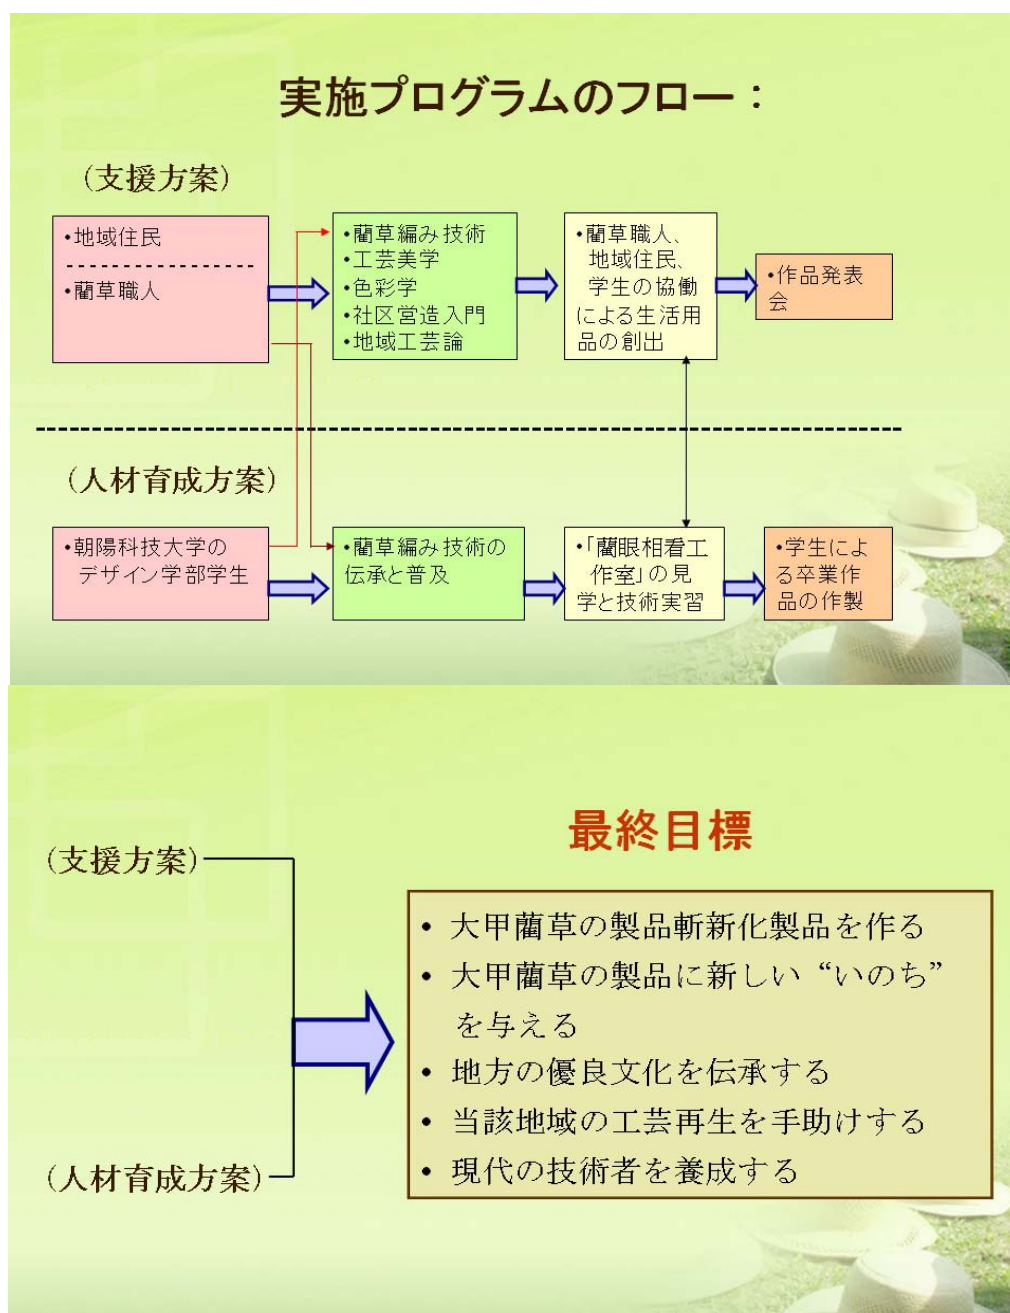 実施プログラムのフロー：
（支援方案）
•地域住民
•藺草職人
•藺草編み技術
•工芸美学
•色彩学
•社区営造入門
•地域工芸論
•藺草職人、
地域住民、
学生の協働
による生活用
品の創出
•作品発表
会
（人材育成方案）
•朝陽科技大学の
デザイン学部学生
•藺草編み技術の
伝承と普及
•「藺眼相看工
作室」の見
学と技術実習
•学生によ
る卒業作
品の作製
最終目標
（支援方案）
• 大甲藺草の製品斬新化製品を作る
• 大甲藺草の製品に新しい“いのち”
を与える
• 地方の優良文化を伝承する
• 当該地域の工芸再生を手助けする
• 現代の技術者を養成する
（人材育成方案）